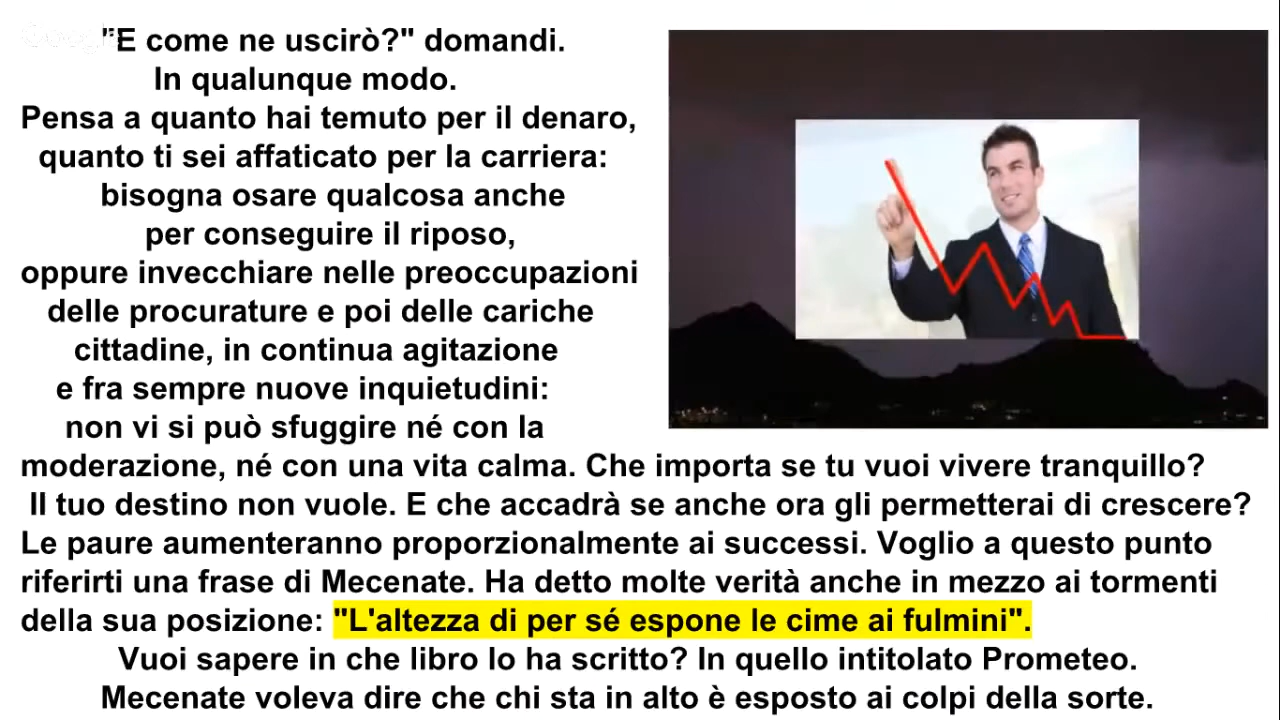 Google
"E come ne uscirò?" domandi.
In qualunque modo.
Pensa a quanto hai temuto per il denaro,
quanto ti sei affaticato per la carriera:
bisogna osare qualcosa anche
per conseguire il riposo,
oppure invecchiare nelle preoccupazioni
delle procurature e poi delle cariche
cittadine, in continua agitazione
e fra sempre nuove inquietudini:
non vi si può sfuggire né con la
moderazione, né con una vita calma. Che importa se tu vuoi vivere tranquillo?
Il tuo destino non vuole. E che accadrà se anche ora gli permetterai di crescere?
Le paure aumenteranno proporzionalmente ai successi. Voglio a questo punto
riferirti una frase di Mecenate. Ha detto molte verità anche in mezzo ai tormenti
della sua posizione: "L'altezza di per sé espone le cime ai fulmini".
Vuoi sapere in che libro lo ha scritto? In quello intitolato Prometeo.
Mecenate voleva dire che chi sta in alto è esposto ai colpi della sorte.